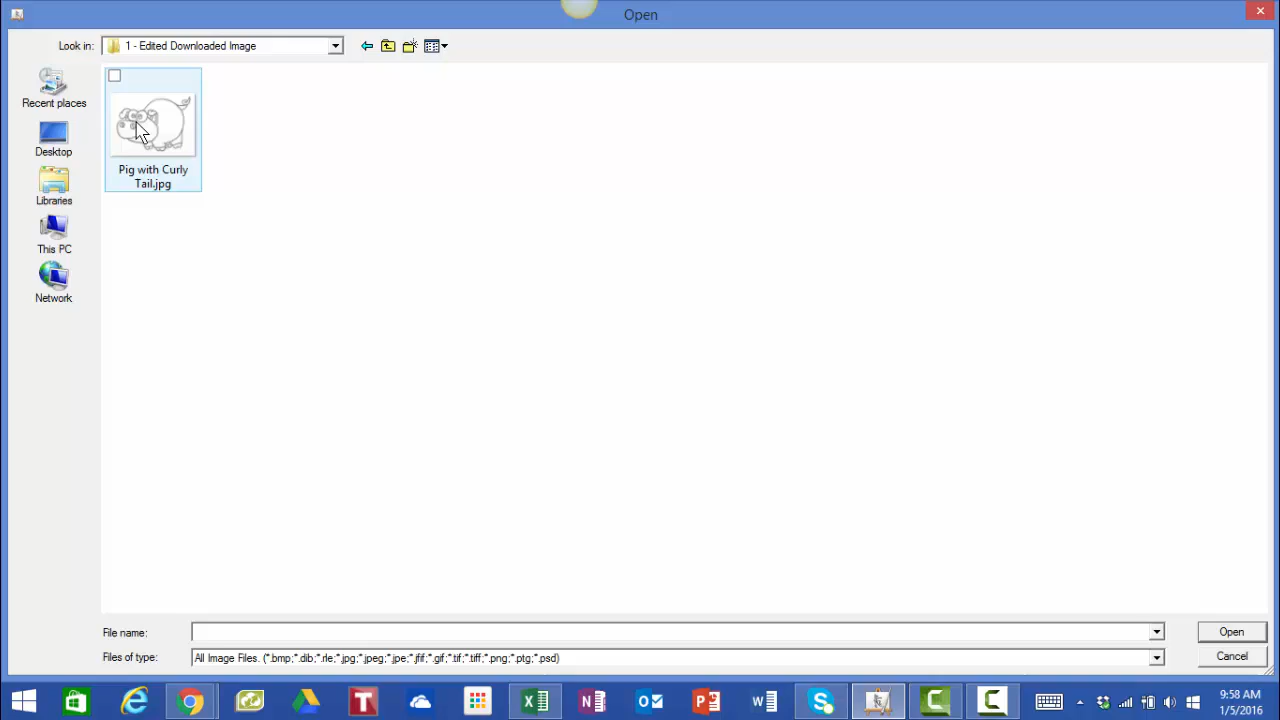 Open
Look in: 1 - Edited Downloaded Image
Recent places
Desktop
Libraries
This PC
Network
Pig with Curly
Tail.jpg
File name:
Open
Files of type: All Image Files. (*.bmp;*.dib;*.rle;*.jpg;*.jpeg;*.jpe;*.jfif;*.gif;*.tif;*.tiff;*.png;*.ptg;*.psd)
Cancel
9:58 AM
1/5/2016